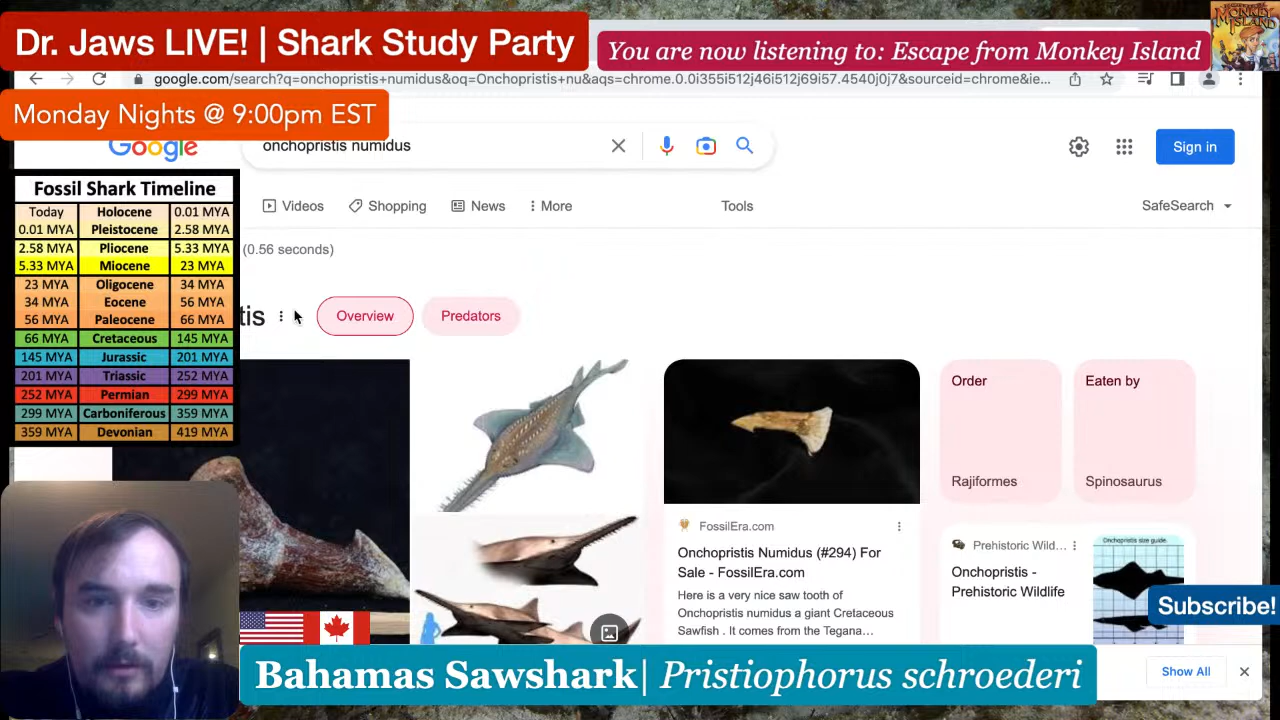 Dr. Jaws LIVE! | Shark Study Party
You are now listening to: Escape from Monkey Island
MONKEY ISLAND
google.com/search?q=onchopristis+numidus&oq=Onchopristis+nu&aqs=chrome.0.0i355i512j46i512j69i57.4540j0j7&sourceid=chrome&ie...
Monday Nights @ 9:00pm EST
Google
onchopristis numidus
Sign in
Videos
Shopping
News
More
Tools
SafeSearch
Fossil Shark Timeline
Today Holocene 0.01 MYA
0.01 MYA Pleistocene 2.58 MYA
2.58 MYA Pliocene 5.33 MYA
5.33 MYA Miocene 23 MYA
23 MYA Oligocene 34 MYA
34 MYA Eocene 56 MYA
56 MYA Paleocene 66 MYA
66 MYA Cretaceous 145 MYA
145 MYA Jurassic 201 MYA
201 MYA Triassic 252 MYA
252 MYA Permian 299 MYA
299 MYA Carboniferous 359 MYA
359 MYA Devonian 419 MYA
(0.56 seconds)
tis
Overview
Predators
Order
Rajiformes
Eaten by
Spinosaurus
FossilEra.com
Onchopristis Numidus (#294) For
Sale - FossilEra.com
Here is a very nice saw tooth of
Onchopristis numidus a giant Cretaceous
Sawfish . It comes from the Tegana...
Prehistoric Wild...
Onchopristis -
Prehistoric Wildlife
Onchopristis size guide.
Subscribe!
Bahamas Sawshark| Pristiophorus schroederi
Show All